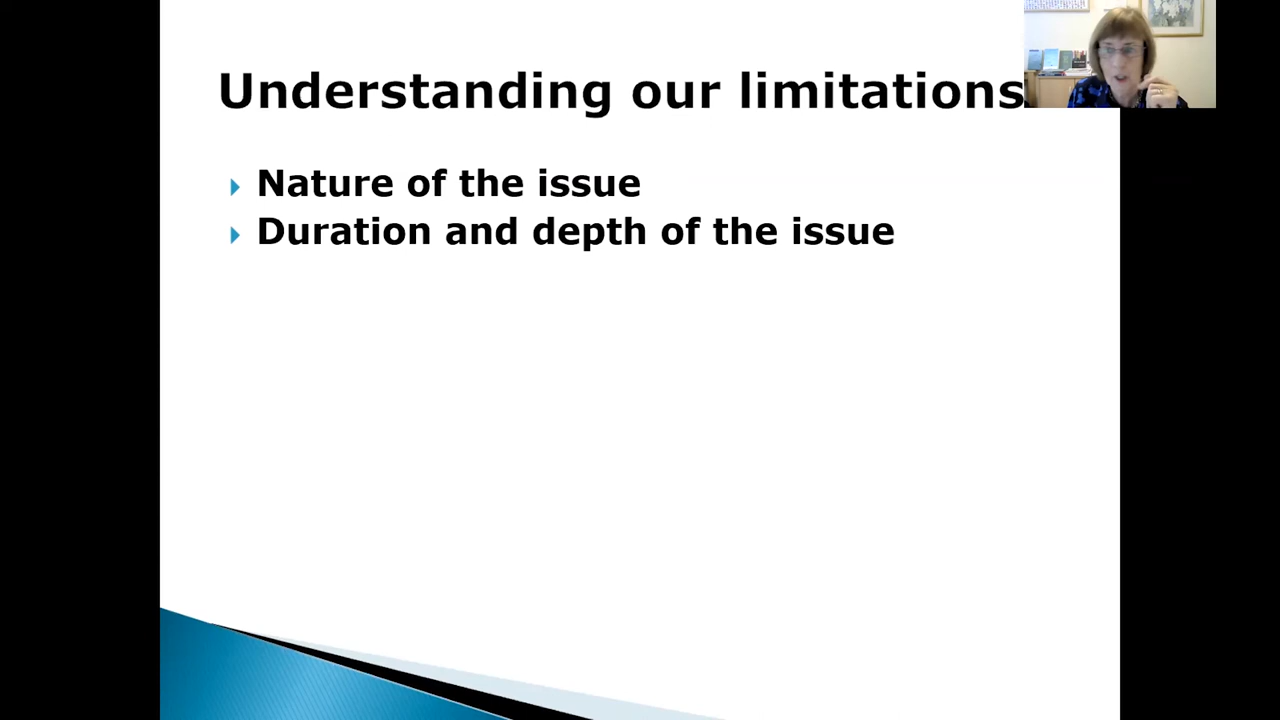 Understanding our limitations
Nature of the issue
Duration and depth of the issue